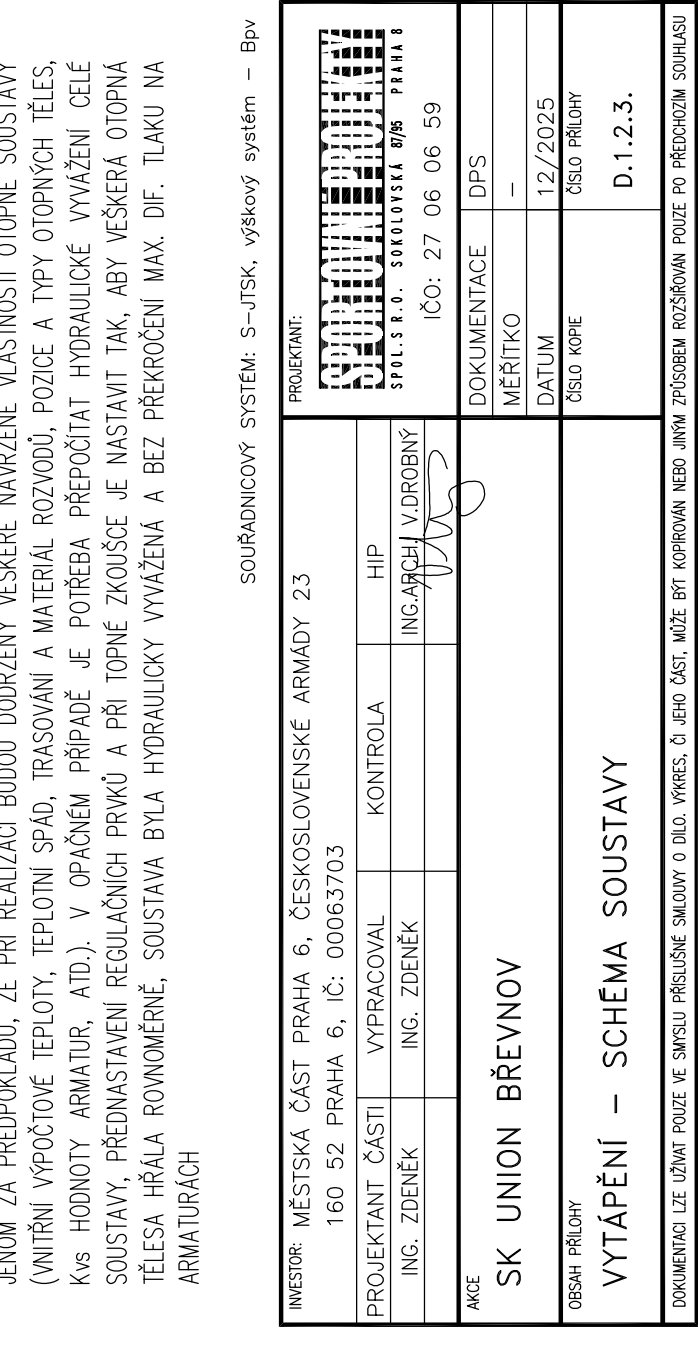 JENOM ZA PŘEDPOKLADU, ŽE PŘI REALIZACI BUDOU DODRŽENY VEŠKERÉ NAVRŽENÉ VLASTNOSTI OTOPNÉ SOUSTAVY
(VNITŘNÍ VÝPOČTOVÉ TEPLOTY, TEPLOTNÍ SPÁD, TRASOVÁNÍ A MATERIÁL ROZVODŮ, POZICE A TYPY OTOPNÝCH TĚLES,
Kvs HODNOTY ARMATUR, ATD.). V OPAČNÉM PŘÍPADĚ JE POTŘEBA PŘEPOČÍTAT HYDRAULICKÉ VYVÁŽENÍ CELÉ
SOUSTAVY, PŘEDNASTAVENÍ REGULAČNÍCH PRVKŮ A PŘI TOPNÉ ZKOUŠCE JE NASTAVIT TAK, ABY VEŠKERÁ OTOPNÁ
TĚLESA HŘÁLA ROVNOMĚRNĚ, SOUSTAVA BYLA HYDRAULICKY VYVÁŽENÁ A BEZ PŘEKROČENÍ MAX. DIF. TLAKU NA
ARMATURÁCH
SOUŘADNICOVÝ SYSTÉM: S-JTSK, výškový systém – Bpv
INVESTOR: MĚSTSKÁ ČÁST PRAHA 6, ČESKOSLOVENSKÉ ARMÁDY 23
160 52 PRAHA 6, IČ: 00063703
PROJEKTANT ČÁSTI VYPRACOVAL KONTROLA HIP
ING. ZDENĚK ING. ZDENĚK ING.ARCH. V.DROBNÝ
PROJEKTANT:
SPORTOVNÍ PROJEKTY
SPOL.S R.O. SOKOLOVSKÁ 87/95 PRAHA 8
IČO: 27 06 06 59
AKCE
SK UNION BŘEVNOV
DOKUMENTACE DPS
MĚŘÍTKO –
DATUM 12/2025
OBSAH PŘÍLOHY
VYTÁPĚNÍ – SCHÉMA SOUSTAVY
ČÍSLO KOPIE ČÍSLO PŘÍLOHY
D.1.2.3.
DOKUMENTACI LZE UŽÍVAT POUZE VE SMYSLU PŘÍSLUŠNÉ SMLOUVY O DÍLO. VÝKRES, ČI JEHO ČÁST, MŮŽE BÝT KOPÍROVÁN NEBO JINÝM ZPŮSOBEM ROZŠIŘOVÁN POUZE PO PŘEDCHOZÍM SOUHLASU